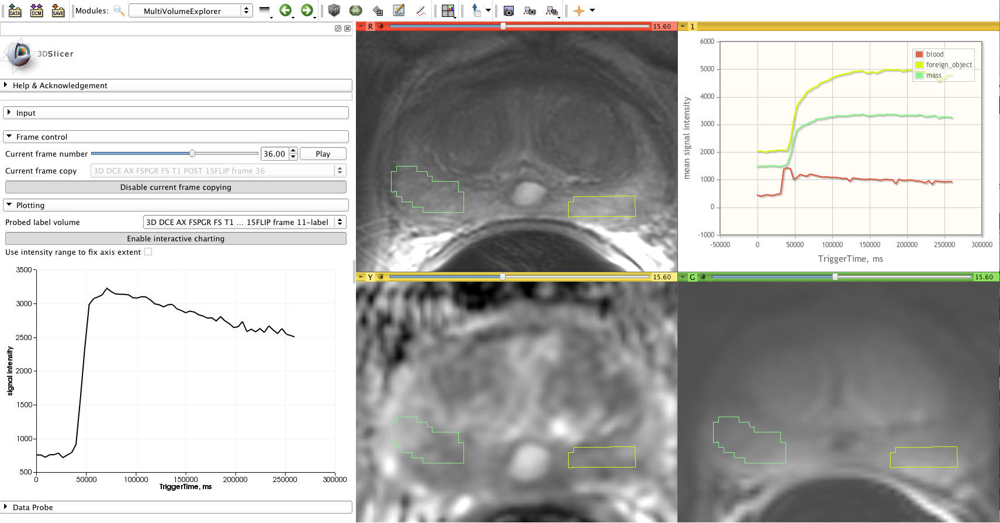 DATA DCM SAVE Modules: MultiVolumeExplorer
3DSlicer
Help & Acknowledgement
Input
Frame control
Current frame number 36.00 Play
Current frame copy 3D DCE AX FSPGR FS T1 POST 15FLIP frame 36
Disable current frame copying
Plotting
Probed label volume 3D DCE AX FSPGR FS T1 ... 15FLIP frame 11-label
Enable interactive charting
Use intensity range to fix axis extent
3500
3000
2500
2000
1500
1000
500
signal intensity
0 50000 100000 150000 200000 250000 300000
TriggerTime, ms
Data Probe
R 15.60
1
6000
5000
4000
3000
2000
1000
0
-1000
mean signal intensity
blood
foreign_object
mass
-50000 0 50000 100000 150000 200000 250000 300000
TriggerTime, ms
Y 15.60
G 15.60